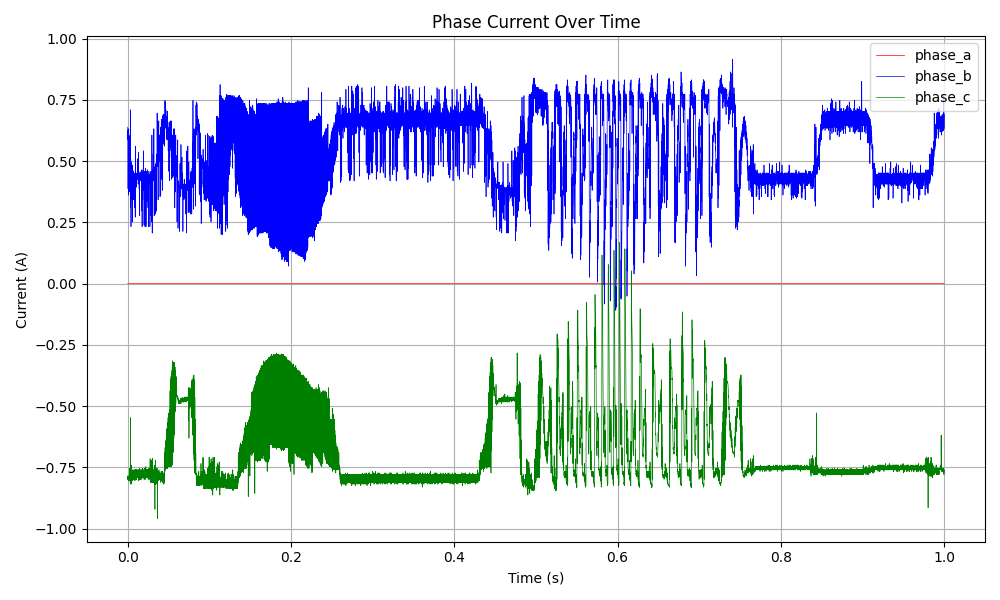 Phase Current Over Time
phase_a
phase_b
phase_c
1.00
0.75
0.50
0.25
0.00
−0.25
−0.50
−0.75
−1.00
Current (A)
0.0 0.2 0.4 0.6 0.8 1.0
Time (s)